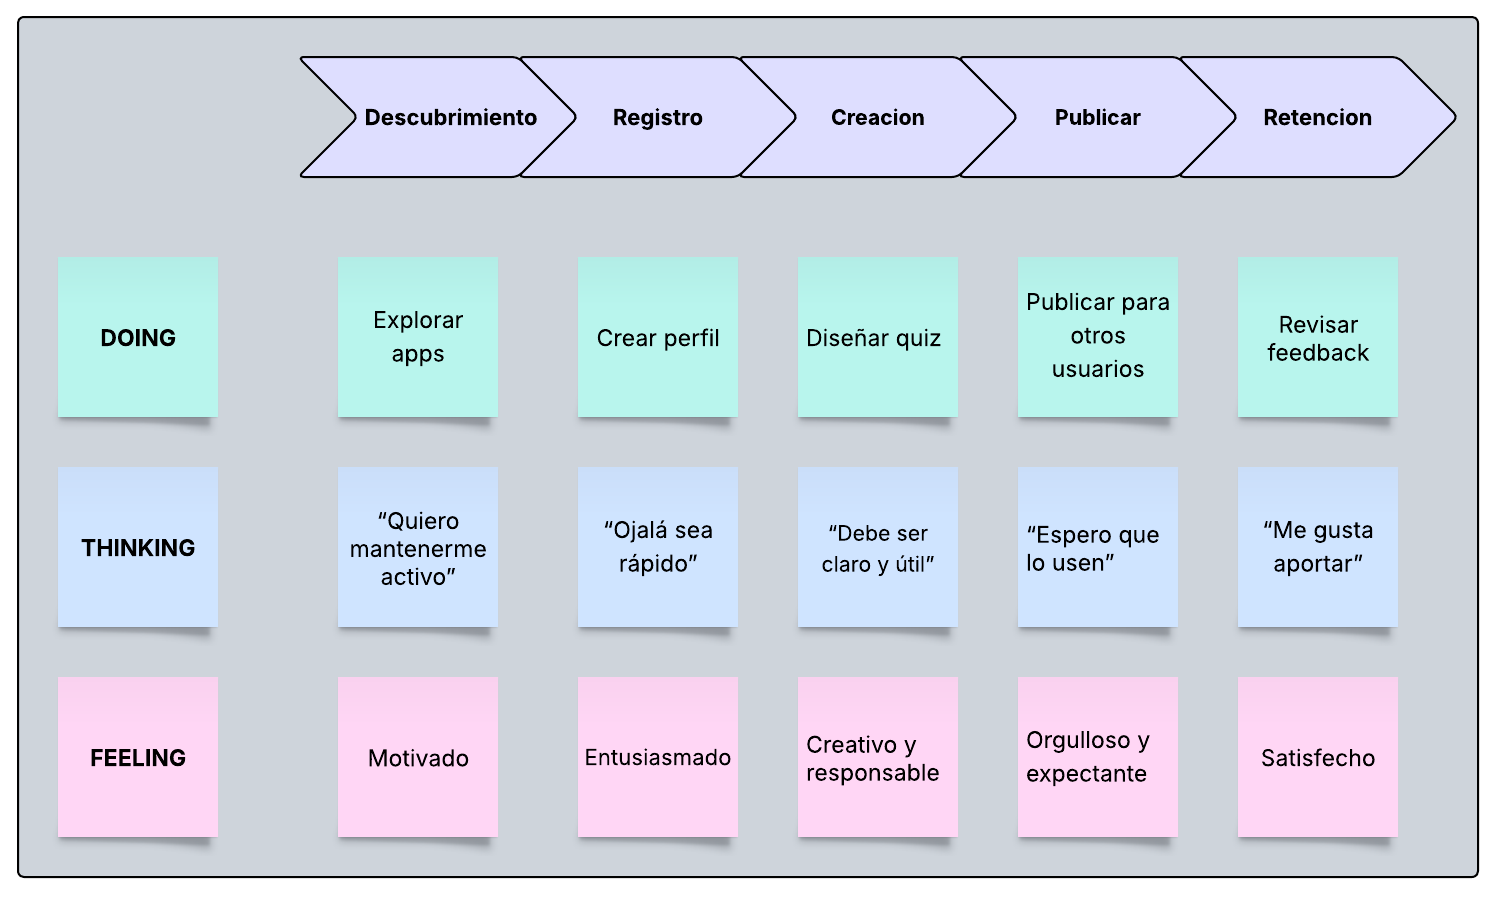 Descubrimiento
Registro
Creacion
Publicar
Retencion
DOING
Explorar
apps
Crear perfil
Diseñar quiz
Publicar para
otros
usuarios
Revisar
feedback
THINKING
“Quiero
mantenerme
activo”
“Ojalá sea
rápido”
“Debe ser
claro y útil”
“Espero que
lo usen”
“Me gusta
aportar”
FEELING
Motivado
Entusiasmado
Creativo y
responsable
Orgulloso y
expectante
Satisfecho